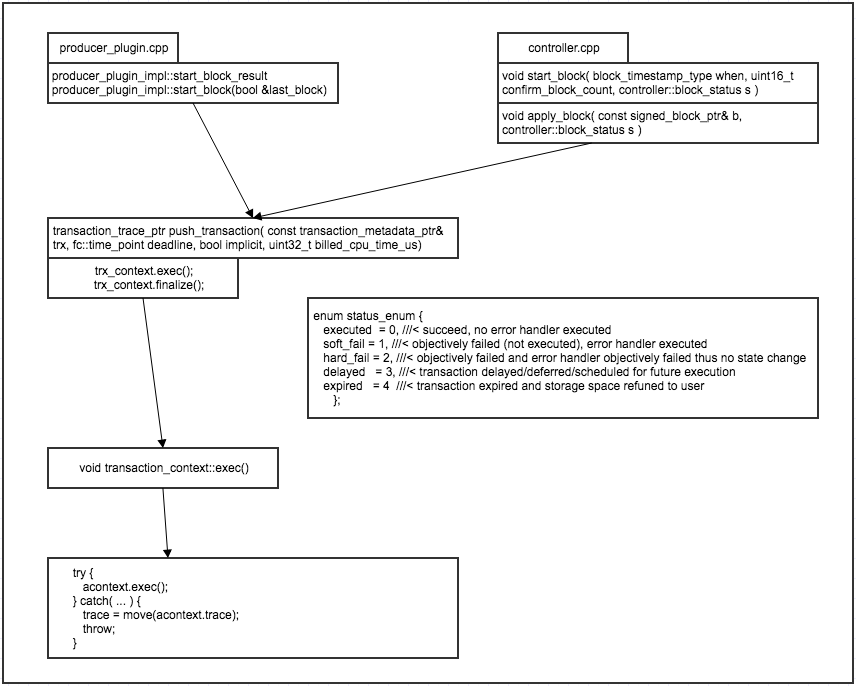 producer_plugin.cpp
producer_plugin_impl::start_block_result
producer_plugin_impl::start_block(bool &last_block)
controller.cpp
void start_block( block_timestamp_type when, uint16_t
confirm_block_count, controller::block_status s )
void apply_block( const signed_block_ptr& b,
controller::block_status s )
transaction_trace_ptr push_transaction( const transaction_metadata_ptr&
trx, fc::time_point deadline, bool implicit, uint32_t billed_cpu_time_us)
trx_context.exec();
trx_context.finalize();
enum status_enum {
executed = 0, ///< succeed, no error handler executed
soft_fail = 1, ///< objectively failed (not executed), error handler executed
hard_fail = 2, ///< objectively failed and error handler objectively failed thus no state change
delayed = 3, ///< transaction delayed/deferred/scheduled for future execution
expired = 4 ///< transaction expired and storage space refuned to user
};
void transaction_context::exec()
try {
acontext.exec();
} catch( ... ) {
trace = move(acontext.trace);
throw;
}